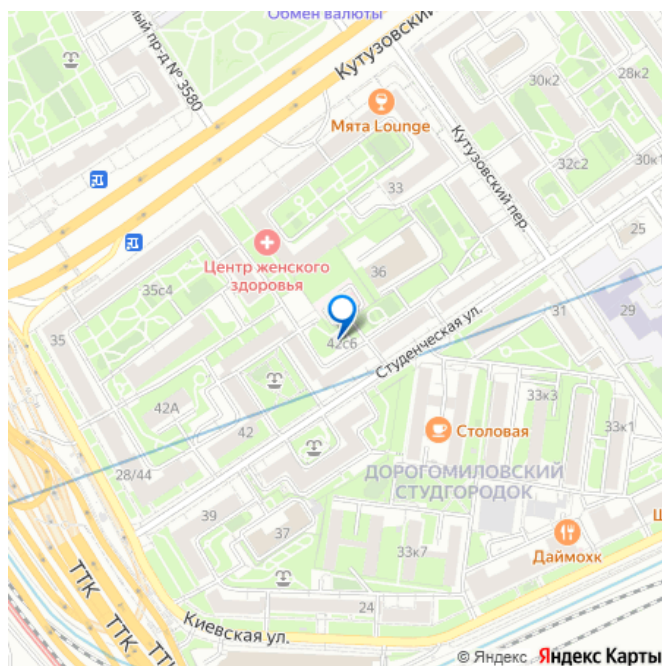 Обмен валюты
ный пр-д № 3580
Кутузовский
30к2
28к2
Мята Lounge
Кутузовский пер.
32с2
30к1
33
25
Центр женского
здоровья
36
35с4
29
35
42с6
Студенческая ул.
31
42А
33к3
33к1
42
Столовая
28/44
ДОРОГОМИЛОВСКИЙ
СТУДГОРОДОК
39
37
33к7
Даймохк
Ш
ТТК
ТТК
ТТ
24
Киевская ул.
© Яндекс Яндекс Карты